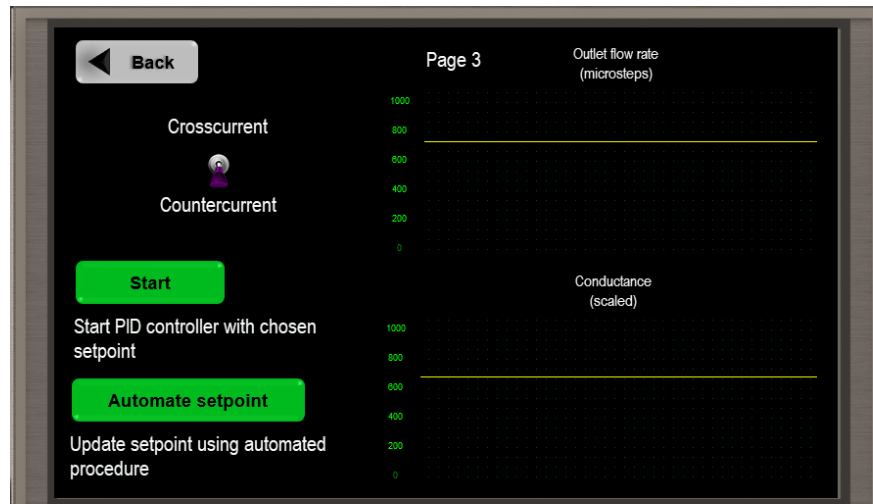 Back
Page 3
Crosscurrent
Countercurrent
Start
Start PID controller with chosen
setpoint
Automate setpoint
Update setpoint using automated
procedure
Outlet flow rate
(microsteps)
1000
800
600
400
200
0
Conductance
(scaled)
1000
800
600
400
200
0